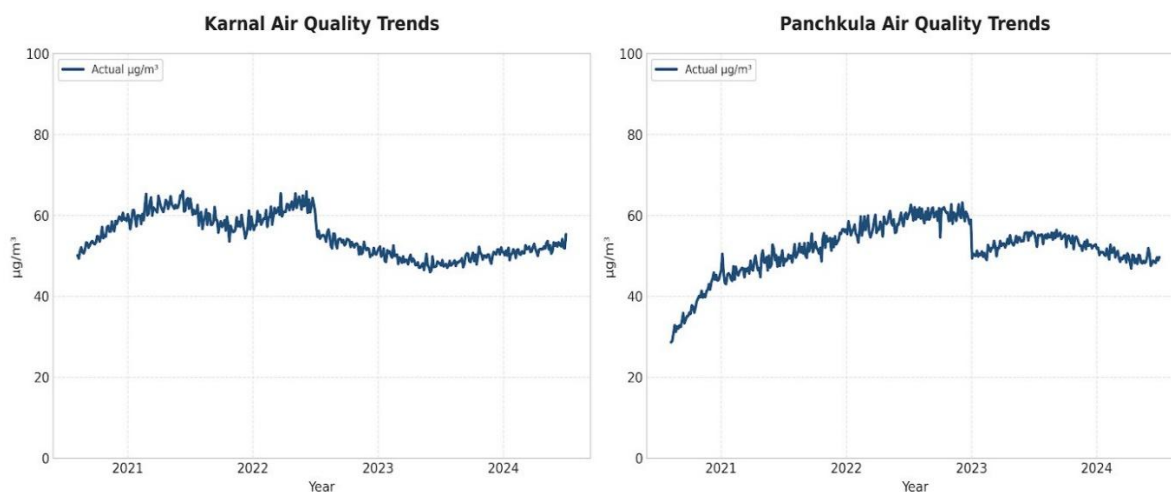 Karnal Air Quality Trends
100
80
60
40
20
0
µg/m³
Actual µg/m³
2021 2022 2023 2024
Year
Panchkula Air Quality Trends
100
80
60
40
20
0
µg/m³
Actual µg/m³
2021 2022 2023 2024
Year